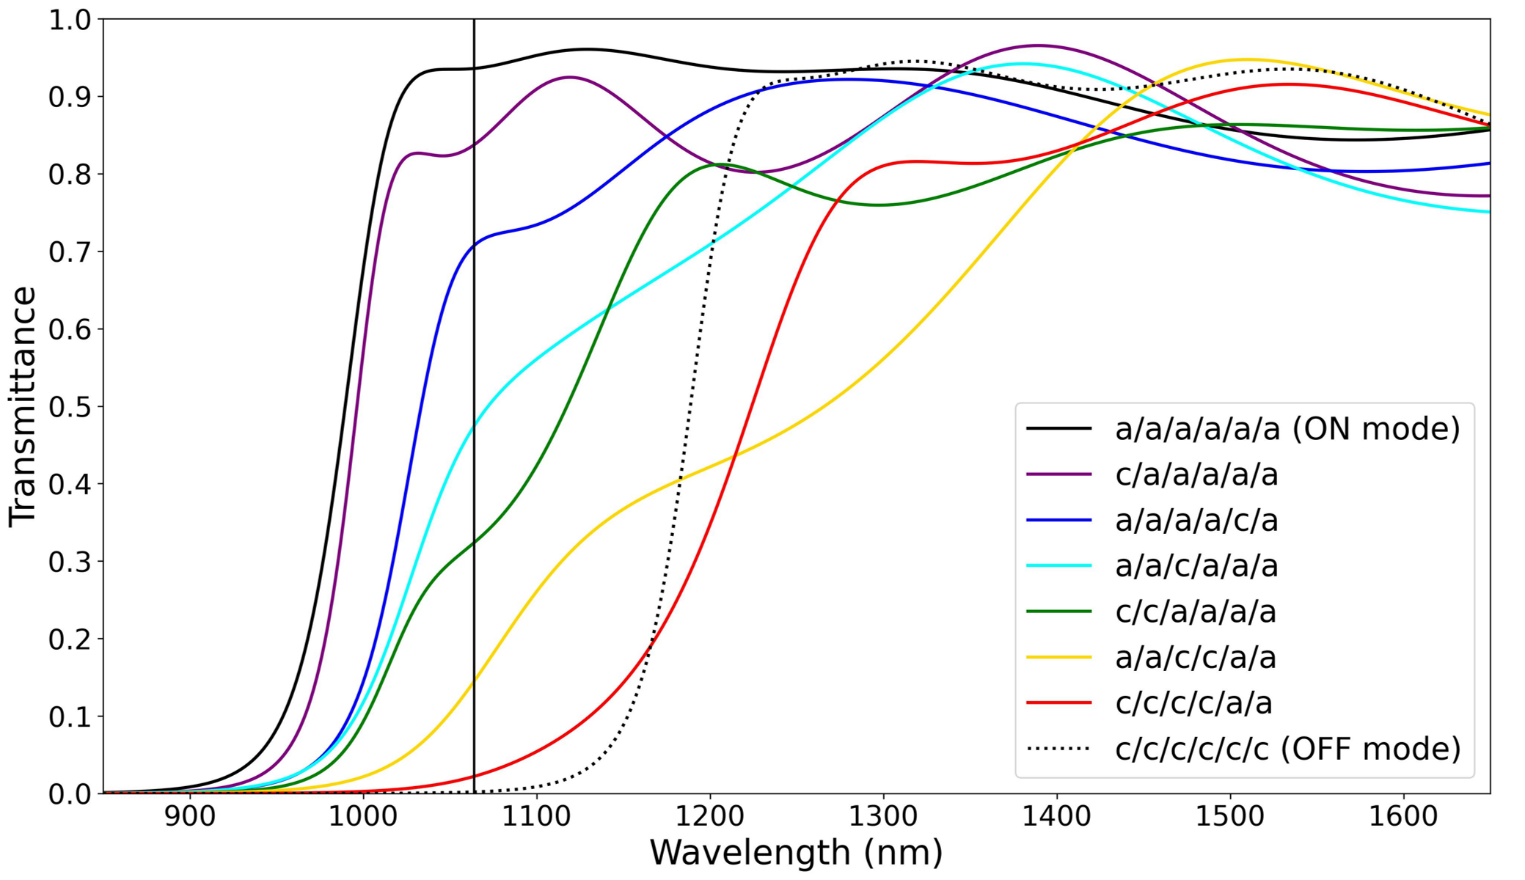 1.0
0.9
0.8
0.7
0.6
0.5
0.4
0.3
0.2
0.1
0.0
Transmittance
900 1000 1100 1200 1300 1400 1500 1600
Wavelength (nm)
a/a/a/a/a/a (ON mode)
c/a/a/a/a/a
a/a/a/a/c/a
a/a/c/a/a/a
c/c/a/a/a/a
a/a/c/c/a/a
c/c/c/c/a/a
c/c/c/c/c/c (OFF mode)